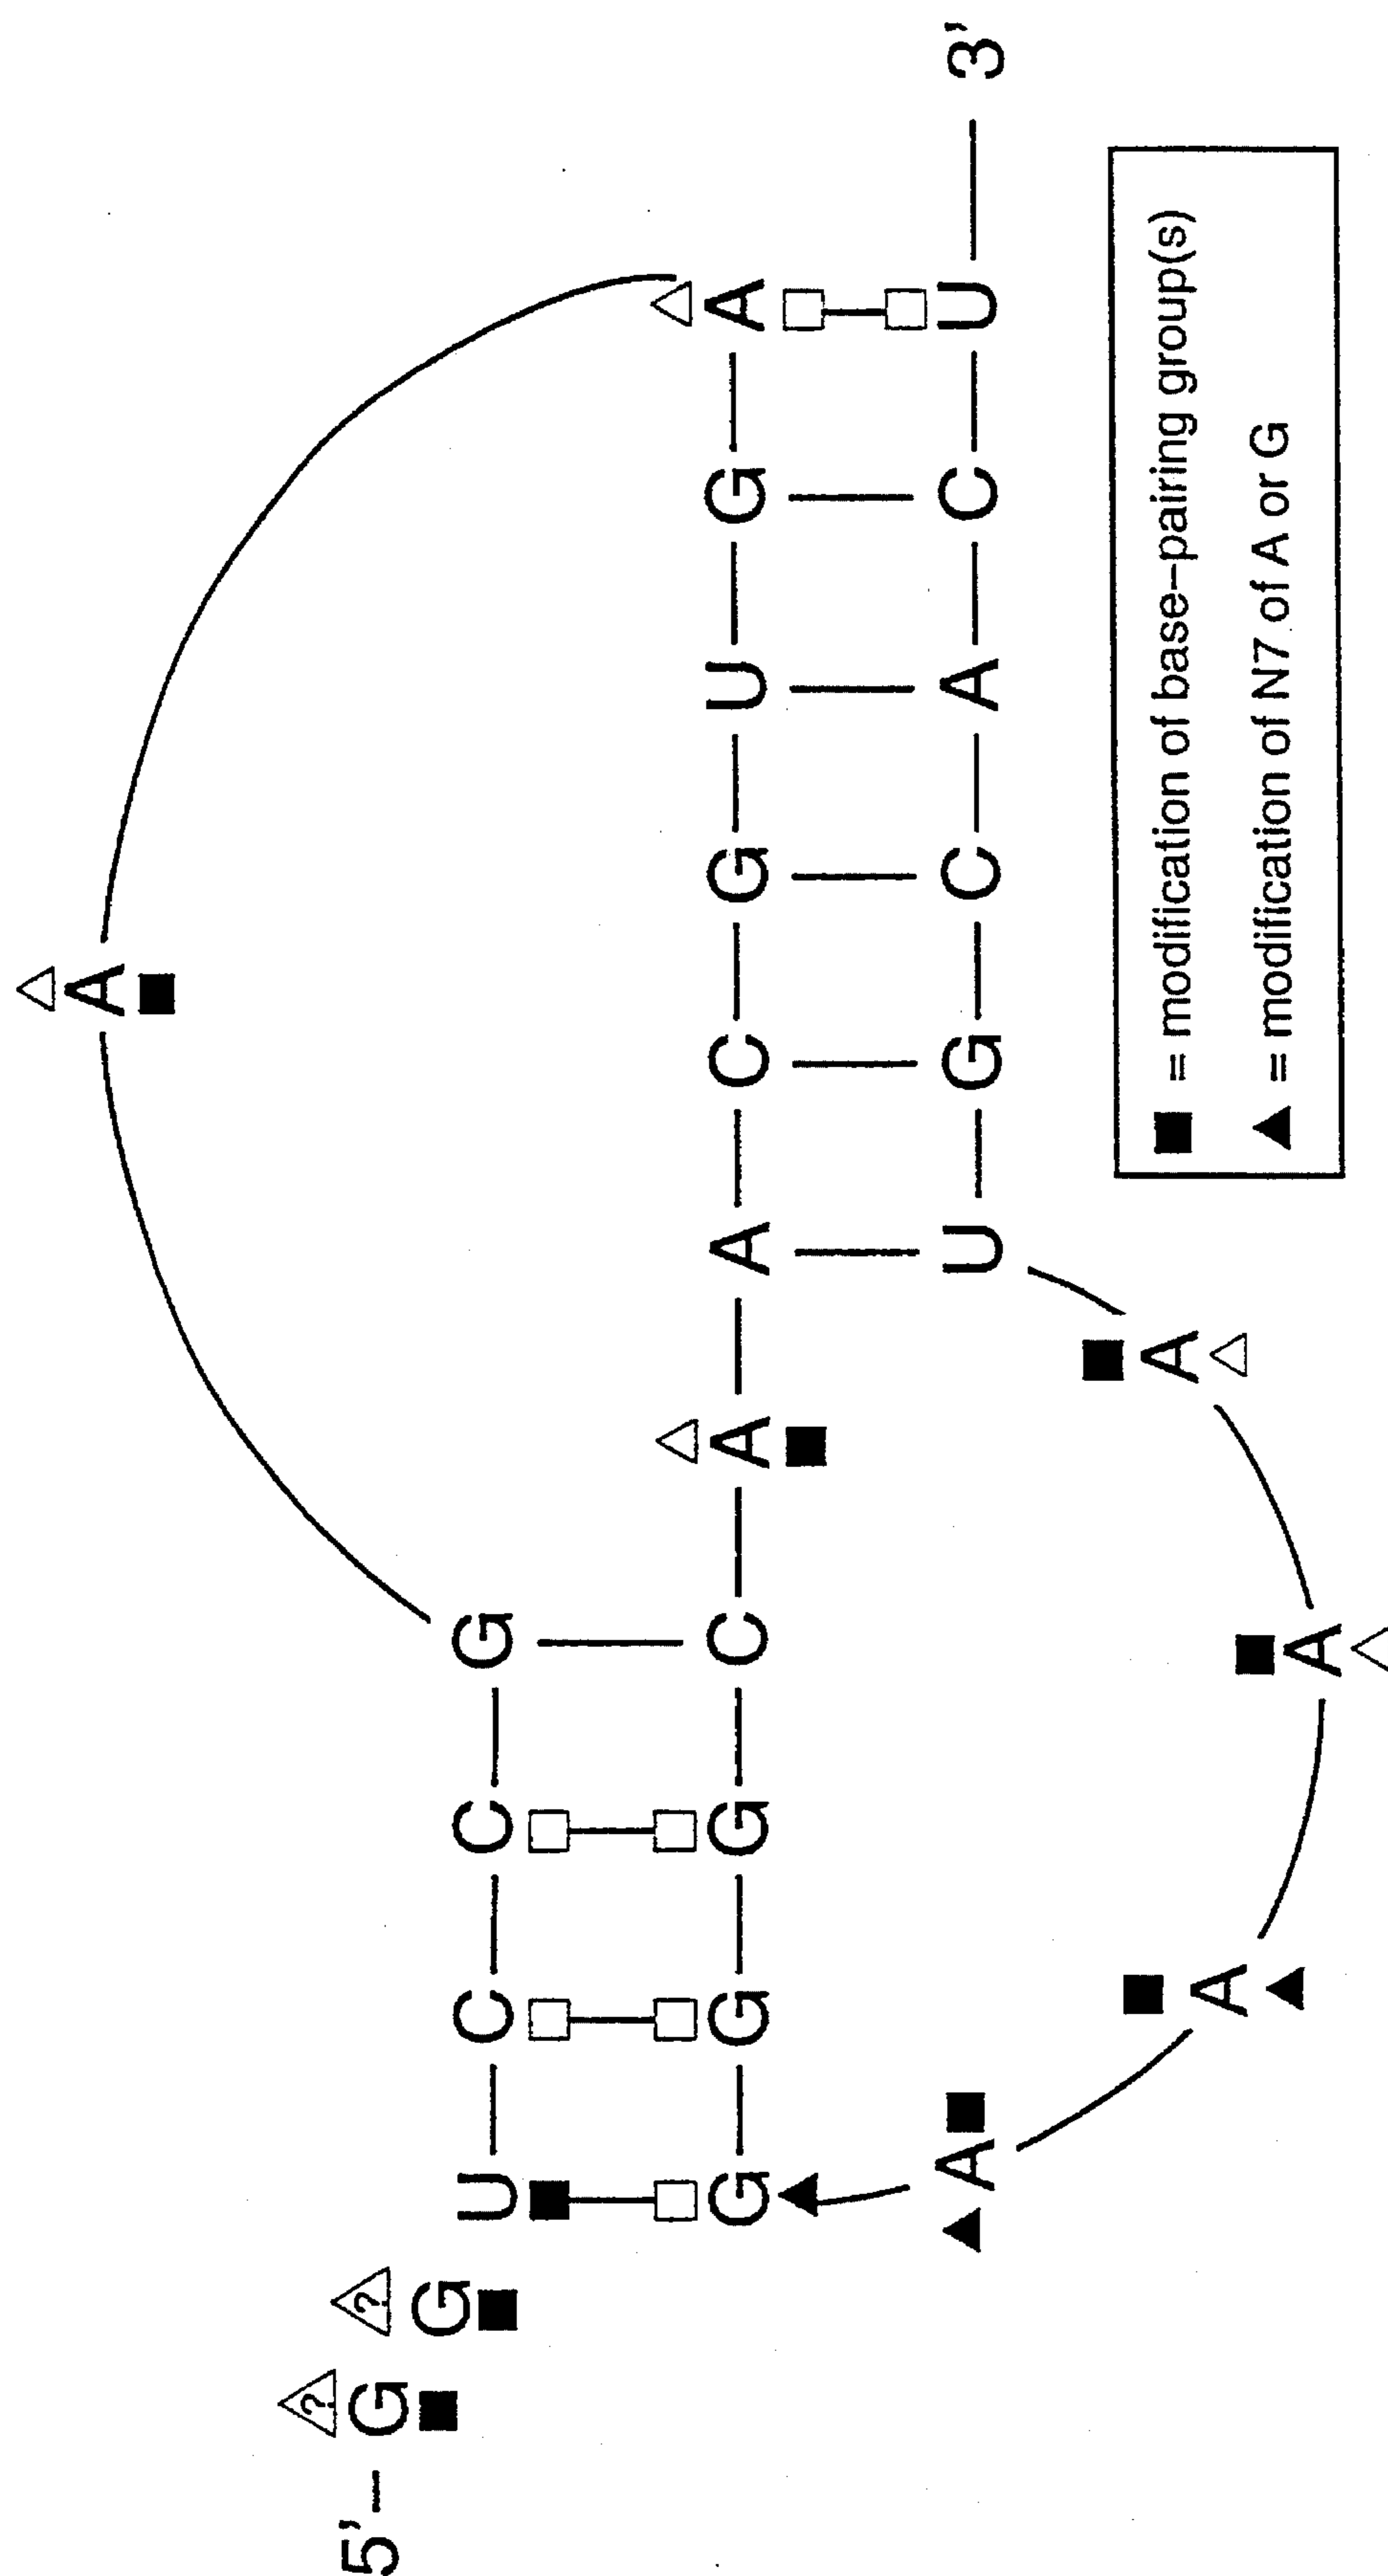 A
? ?
5'– G G
U C C G
G G G C A A C G U G A
A U G C A C U 3'
A
A
A
■ = modification of base–pairing group(s)
▲ = modification of N7 of A or G